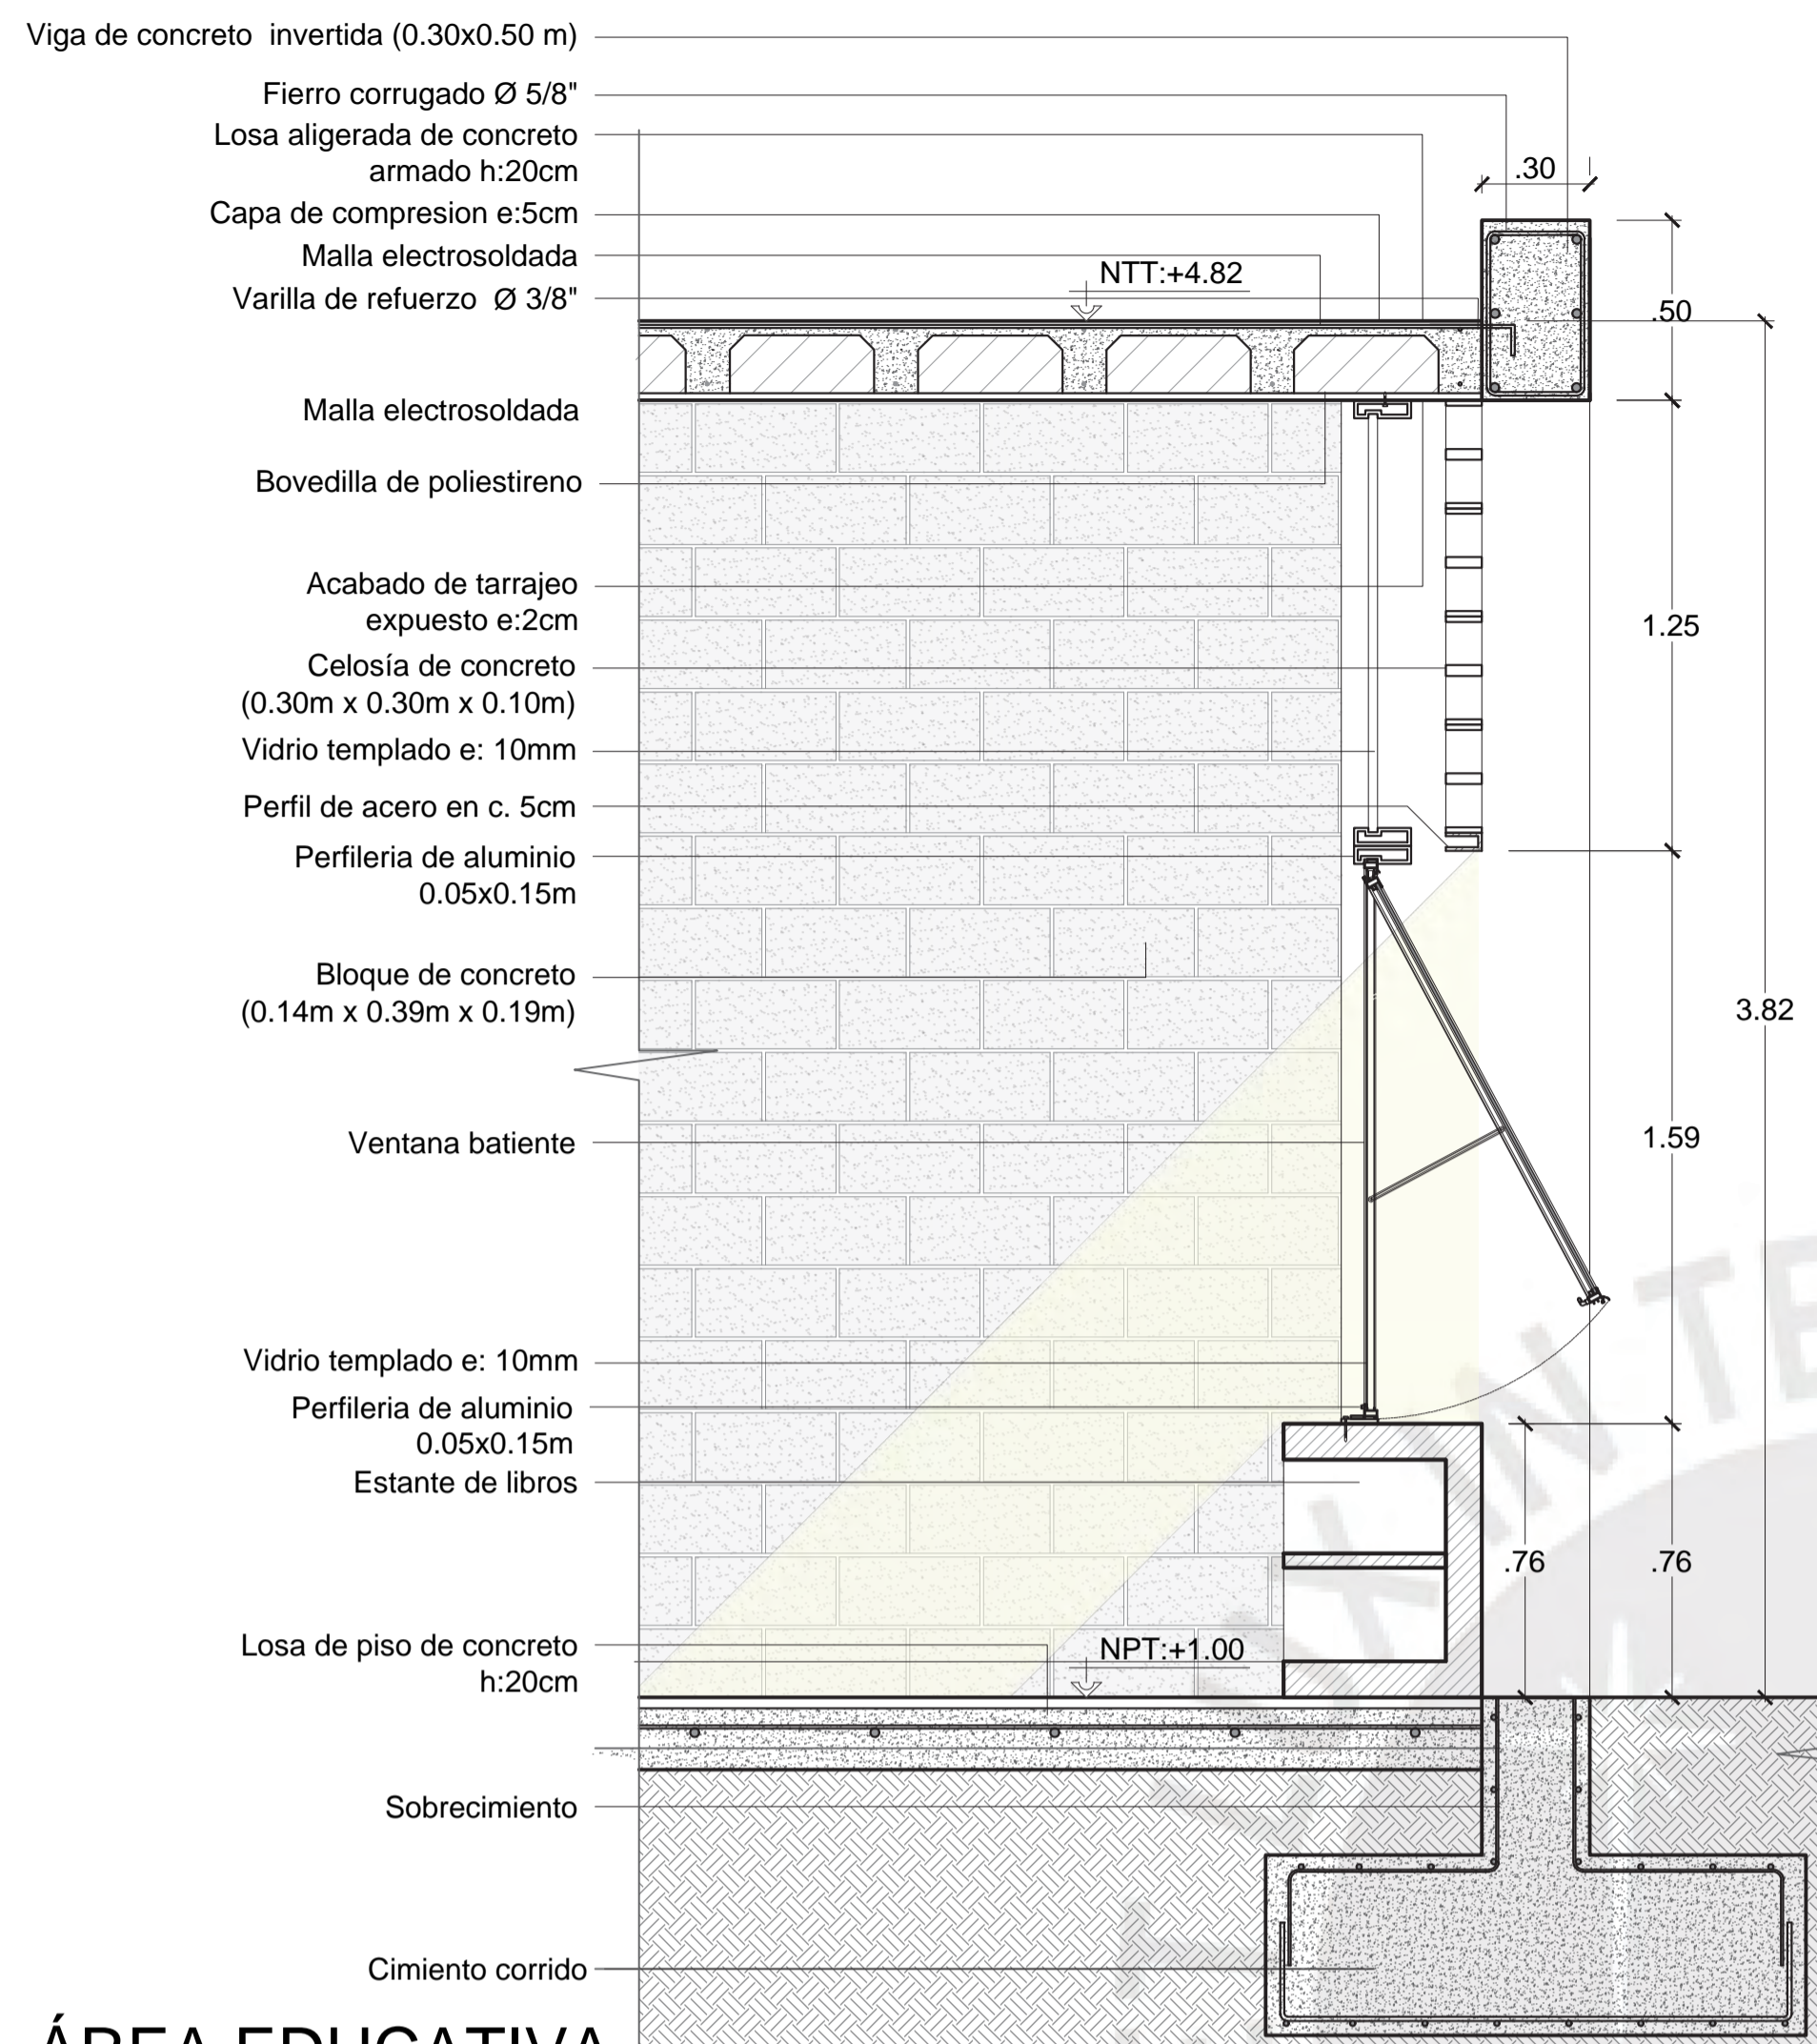 Viga de concreto  invertida (0.30x0.50 m)
Fierro corrugado Ø 5/8"
Losa aligerada de concreto
armado h:20cm
Capa de compresion e:5cm
Malla electrosoldada
Varilla de refuerzo  Ø 3/8"
Malla electrosoldada
Bovedilla de poliestireno
Acabado de tarrajeo
expuesto e:2cm
Celosía de concreto
(0.30m x 0.30m x 0.10m)
Vidrio templado e: 10mm
Perfil de acero en c. 5cm
Perfileria de aluminio
0.05x0.15m
Bloque de concreto
(0.14m x 0.39m x 0.19m)
Ventana batiente
Vidrio templado e: 10mm
Perfileria de aluminio
0.05x0.15m
Estante de libros
Losa de piso de concreto
h:20cm
Sobrecimiento
Cimiento corrido
ÁREA EDUCATIVA
NTT:+4.82
NPT:+1.00
.30
.50
1.25
3.82
1.59
.76
.76